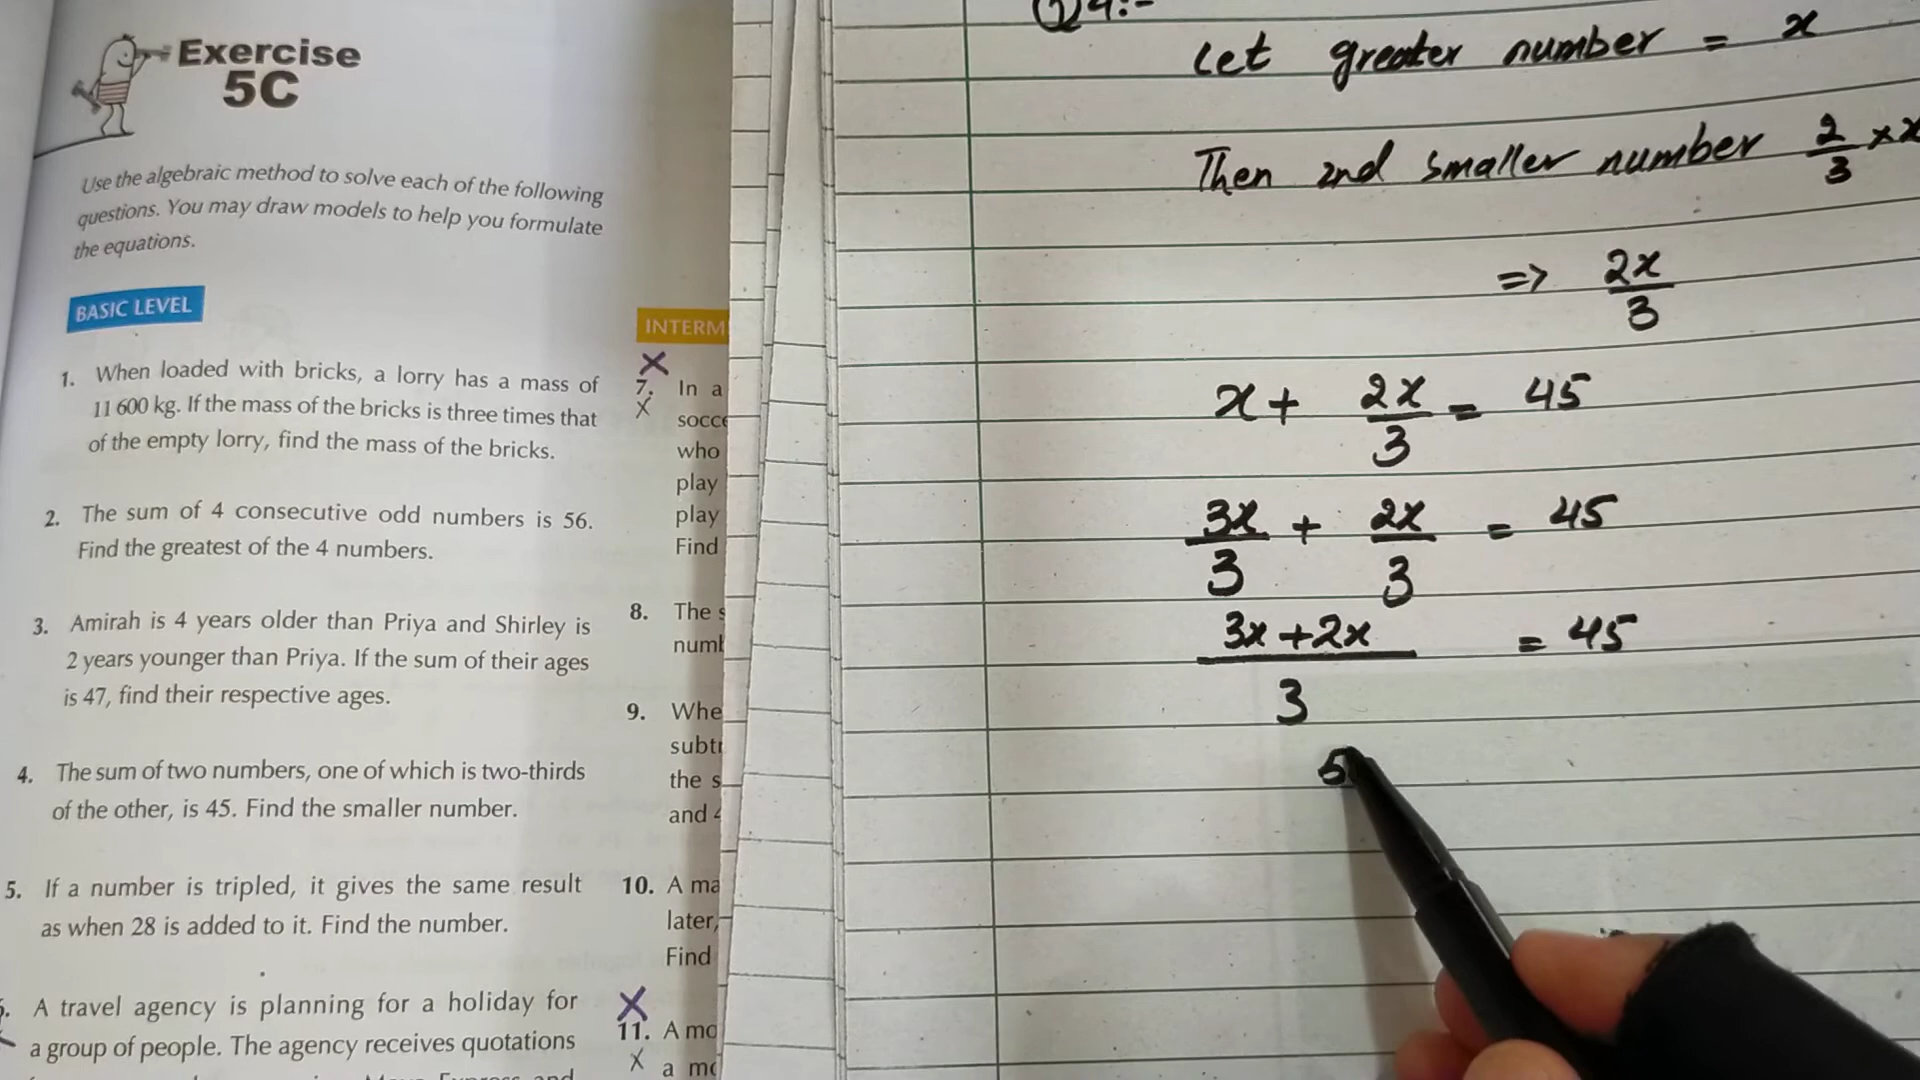 Exercise
5C
Use the algebraic method to solve each of the following
questions. You may draw models to help you formulate
the equations.
BASIC LEVEL
1. When loaded with bricks, a lorry has a mass of
11 600 kg. If the mass of the bricks is three times that
of the empty lorry, find the mass of the bricks.
2. The sum of 4 consecutive odd numbers is 56.
Find the greatest of the 4 numbers.
3. Amirah is 4 years older than Priya and Shirley is
2 years younger than Priya. If the sum of their ages
is 47, find their respective ages.
4. The sum of two numbers, one of which is two-thirds
of the other, is 45. Find the smaller number.
5. If a number is tripled, it gives the same result
as when 28 is added to it. Find the number.
A travel agency is planning for a holiday for
a group of people. The agency receives quotations
and
INTERM
7. In a
socce
who
play
play
Find
8. The s
numb
9. Whe
subtr
the s
and 4
10. A ma
later,
Find
11. A mo
a mo
Q4:-
Let greater number = x
Then 2nd smaller number 2/3 × x
=> 2x/3
x + 2x/3 = 45
3x/3 + 2x/3 = 45
3x+2x/3 = 45
5